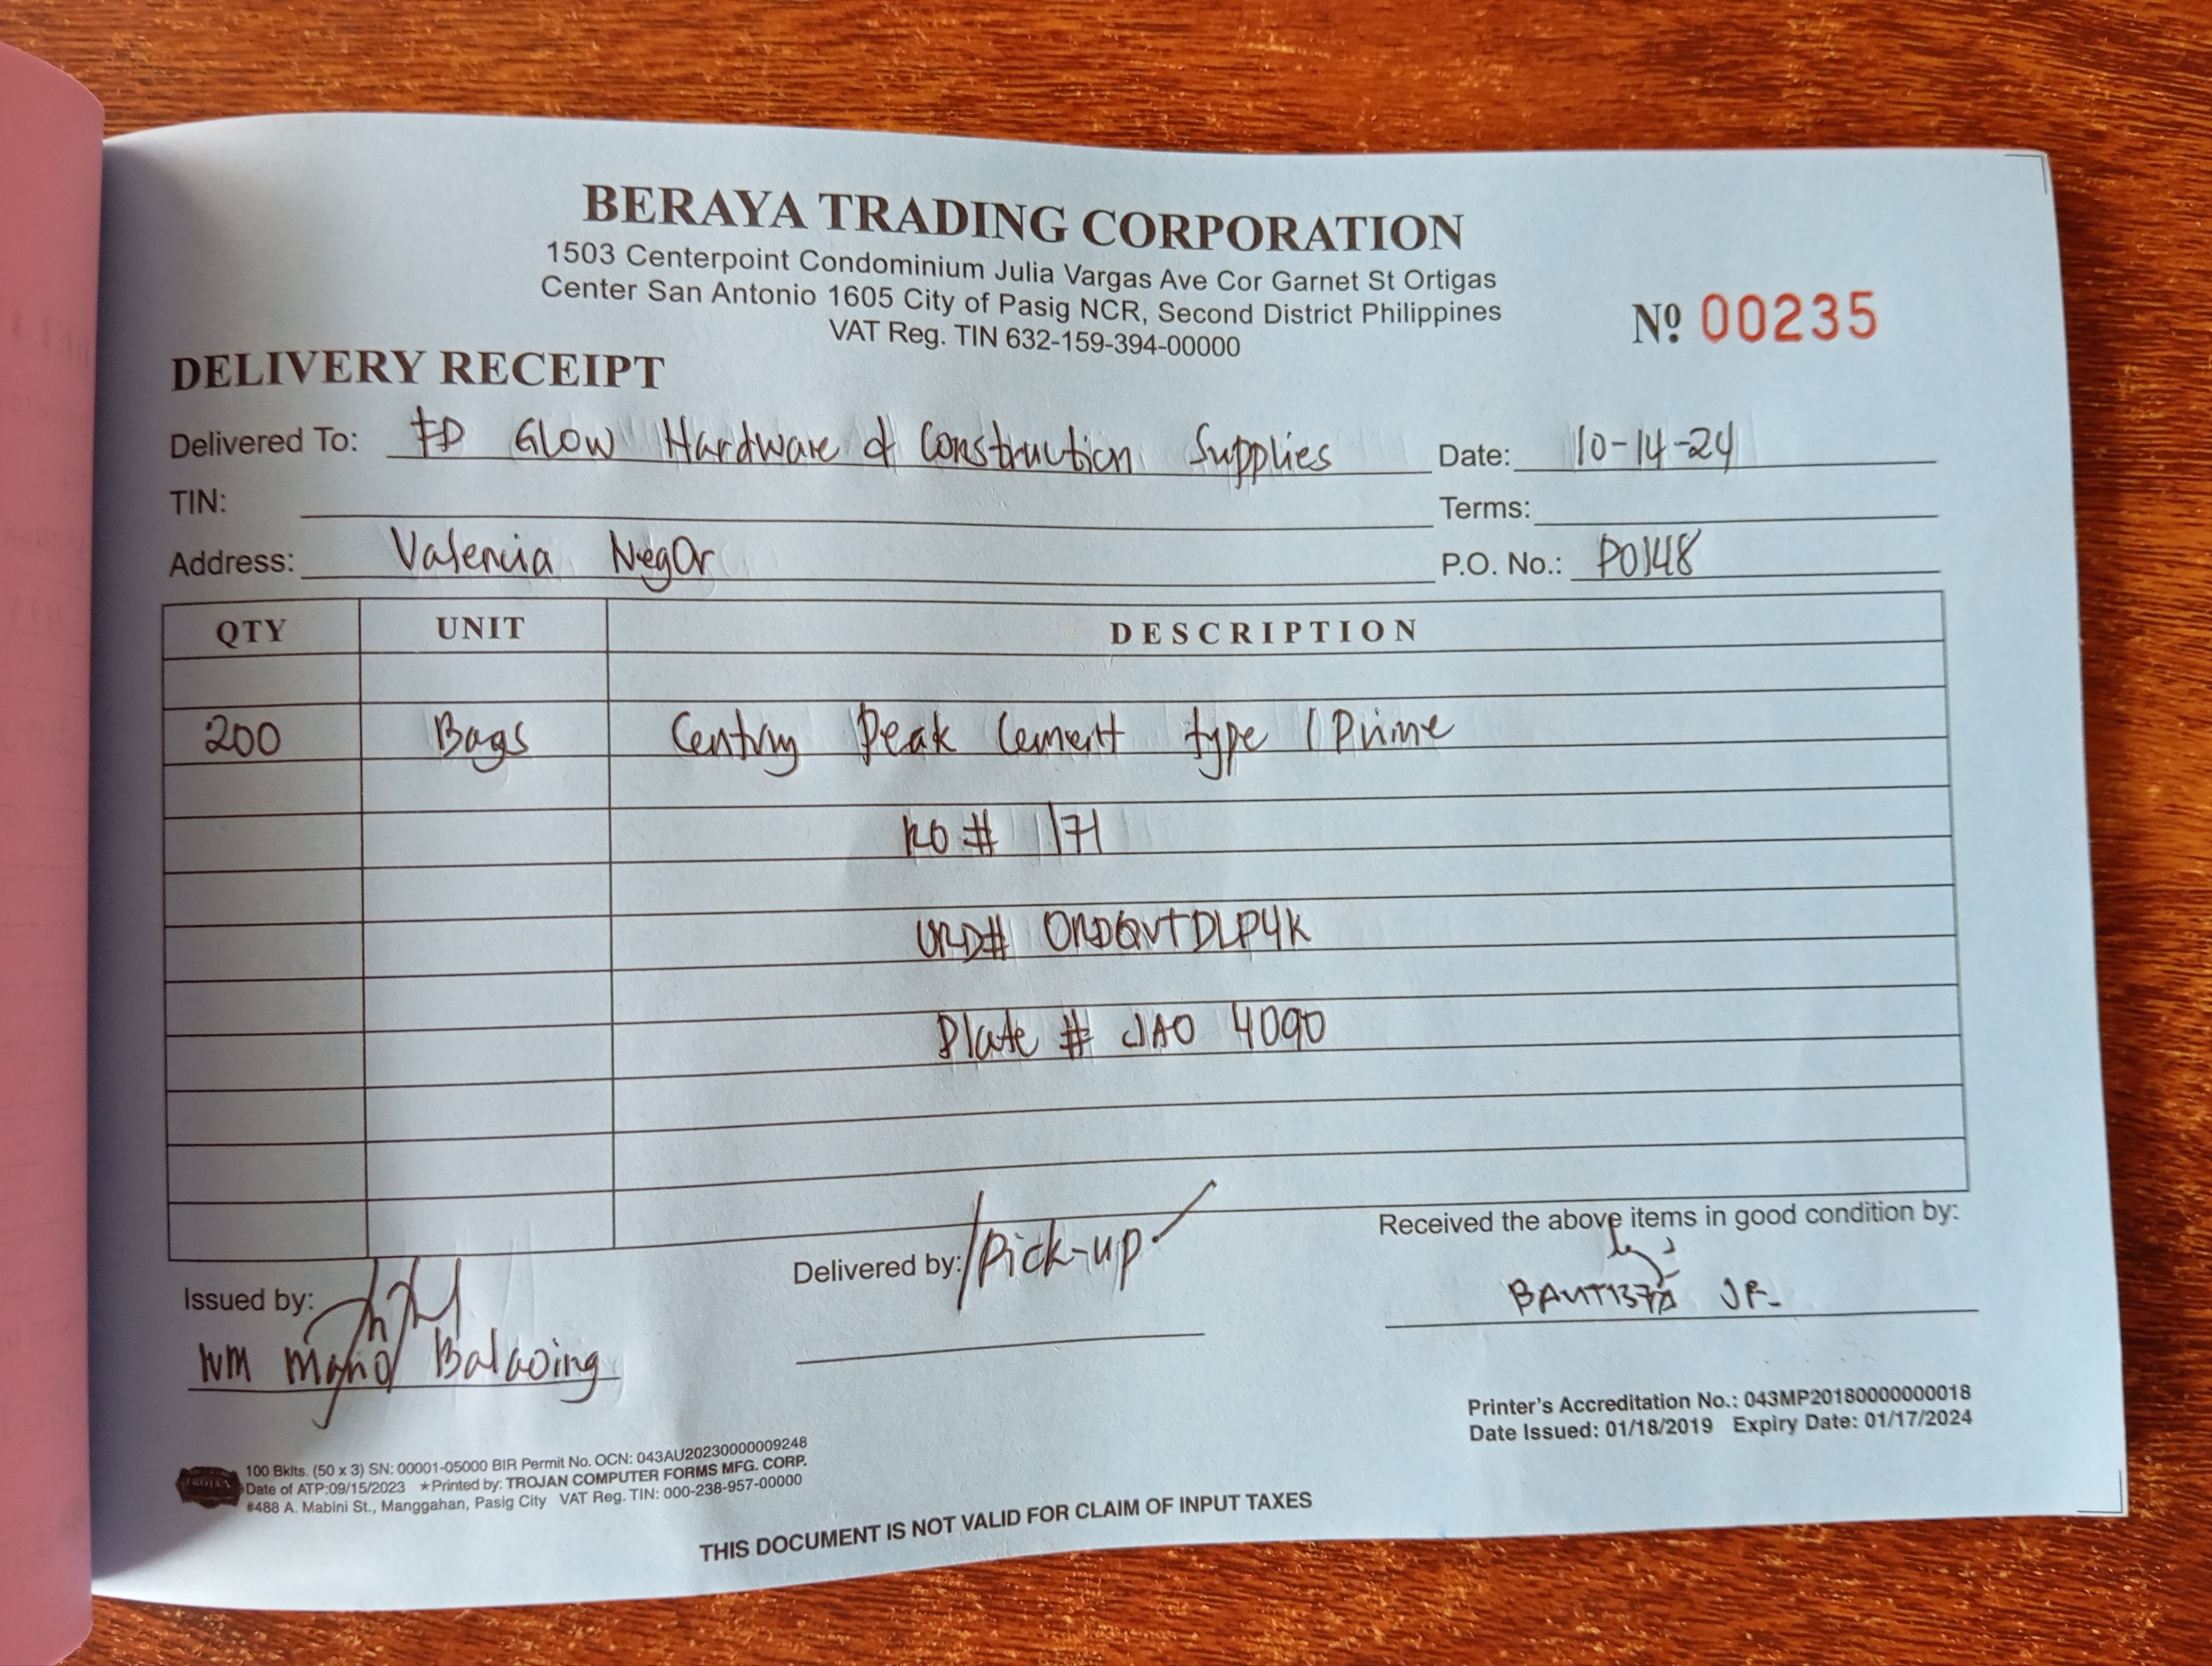 BERAYA TRADING CORPORATION
1503 Centerpoint Condominium Julia Vargas Ave Cor Garnet St Ortigas
Center San Antonio 1605 City of Pasig NCR, Second District Philippines
VAT Reg. TIN 632-159-394-00000
Nº 00235
DELIVERY RECEIPT
Delivered To: GLOW Hardware & Construction Supplies Date: 10-14-24
TIN: Terms:
Address: Valencia NegOr P.O. No.: PO148
QTY UNIT DESCRIPTION
200 Bags Century Peak Cement type 1 Prime
# 171
ORD# ORDQVTDLP4K
Plate # JAO 4090
Issued by: Delivered by: Pick-up Received the above items in good condition by:
BAUTISTA JR.
Printer's Accreditation No.: 043MP20180000000018
Date Issued: 01/18/2019 Expiry Date: 01/17/2024
100 Bklts. (50 x 3) SN: 00001-05000 BIR Permit No. OCN: 043AU20230000009248
Date of ATP:09/15/2023 ★Printed by: TROJAN COMPUTER FORMS MFG. CORP.
#488 A. Mabini St., Manggahan, Pasig City VAT Reg. TIN: 000-238-957-00000
THIS DOCUMENT IS NOT VALID FOR CLAIM OF INPUT TAXES